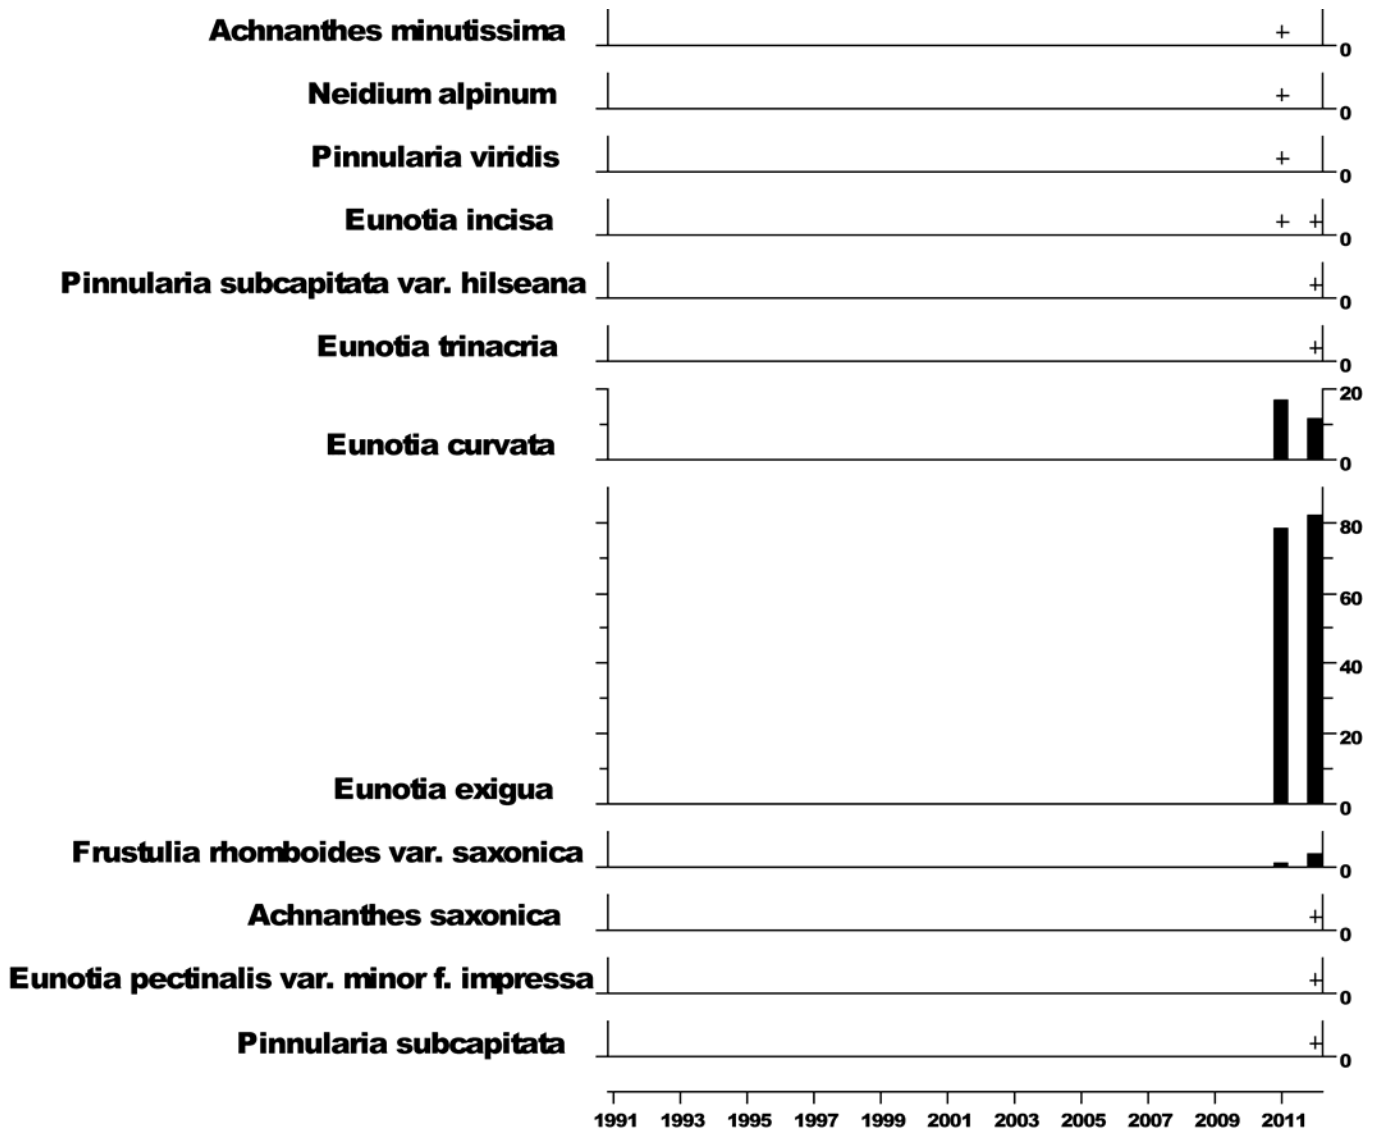 Achnanthes minutissima
0
Neidium alpinum
0
Pinnularia viridis
0
Eunotia incisa
0
Pinnularia subcapitata var. hilseana
0
Eunotia trinacria
0
20
Eunotia curvata
0
80
60
40
20
Eunotia exigua
0
Frustulia rhomboides var. saxonica
0
Achnanthes saxonica
0
Eunotia pectinalis var. minor f. impressa
0
Pinnularia subcapitata
0
1991 1993 1995 1997 1999 2001 2003 2005 2007 2009 2011